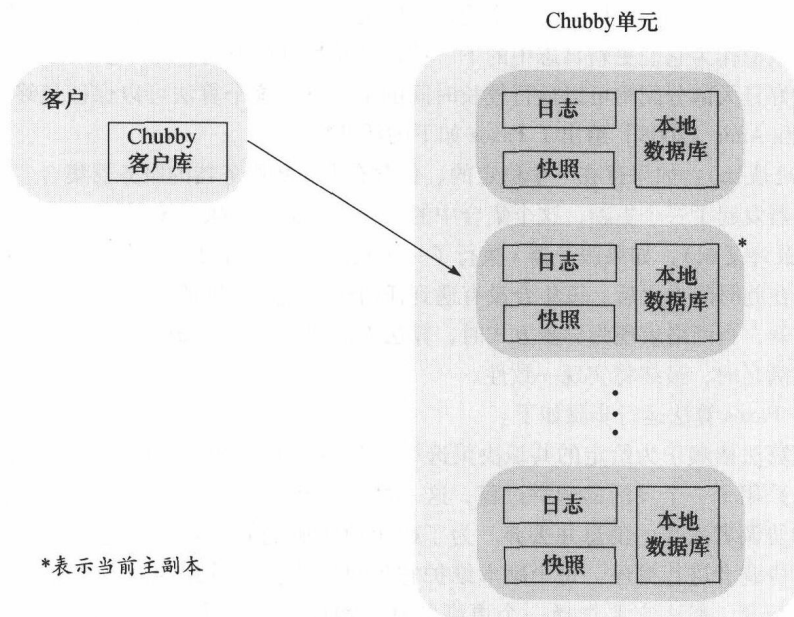 Chubby单元
客户
Chubby
客户库
日志
快照
本地
数据库
日志
快照
本地
数据库
*
日志
快照
本地
数据库
*表示当前主副本